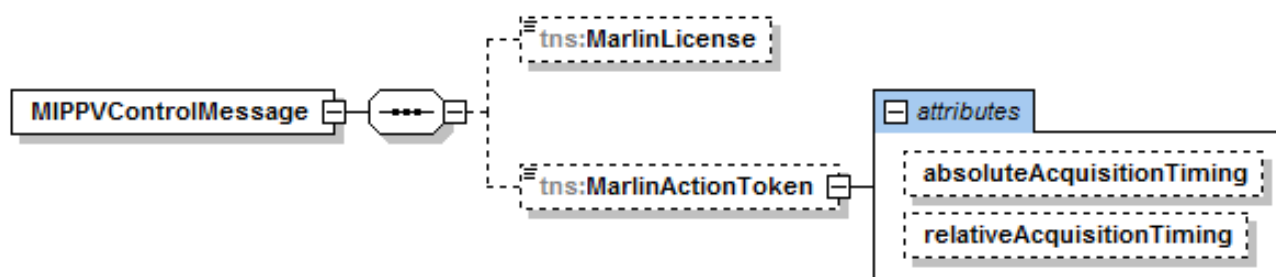 tns:MarlinLicense
MIPPVControlMessage
attributes
tns:MarlinActionToken
absoluteAcquisitionTiming
relativeAcquisitionTiming